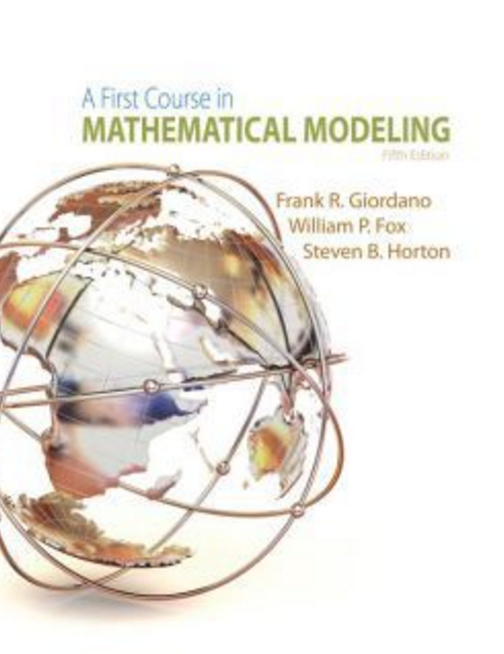 A First Course in
MATHEMATICAL MODELING
Fifth Edition
Frank R. Giordano
William P. Fox
Steven B. Horton